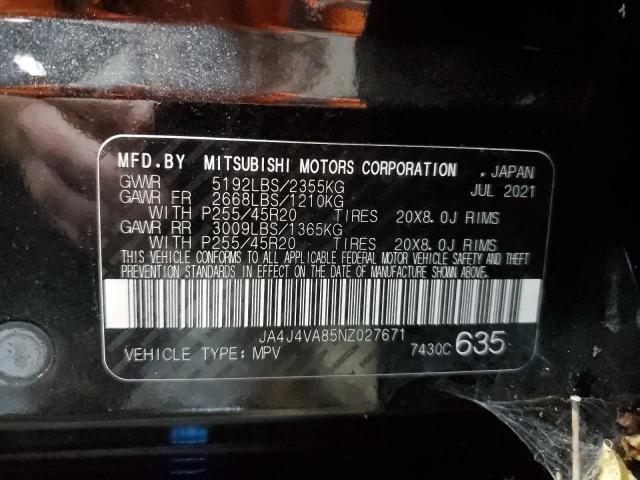 MFD.BY MITSUBISHI MOTORS CORPORATION , JAPAN
GVWR 5192LBS/2355KG JUL 2021
GAWR FR 2668LBS/1210KG
WITH P255/45R20 TIRES 20X8.0J RIMS
GAWR RR 3009LBS/1365KG
WITH P255/45R20 TIRES 20X8.0J RIMS
THIS VEHICLE CONFORMS TO ALL APPLICABLE FEDERAL MOTOR VEHICLE SAFETY AND THEFT
PREVENTION STANDARDS IN EFFECT ON THE DATE OF MANUFACTURE SHOWN ABOVE.
JA4J4VA85NZ027671
VEHICLE TYPE: MPV 7430C 635